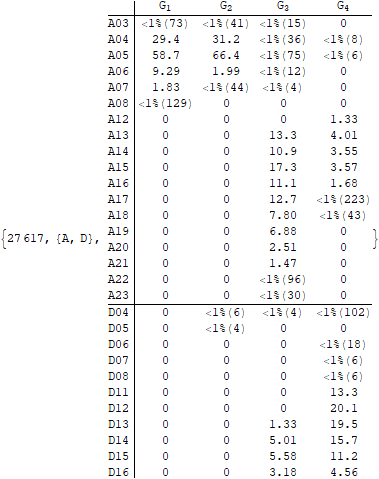 G1 G2 G3 G4
A03 <1%(73) <1%(41) <1%(15) 0
A04 29.4 31.2 <1%(36) <1%(8)
A05 58.7 66.4 <1%(75) <1%(6)
A06 9.29 1.99 <1%(12) 0
A07 1.83 <1%(44) <1%(4) 0
A08 <1%(129) 0 0 0
A12 0 0 0 1.33
A13 0 0 13.3 4.01
A14 0 0 10.9 3.55
A15 0 0 17.3 3.57
A16 0 0 11.1 1.68
A17 0 0 12.7 <1%(223)
A18 0 0 7.80 <1%(43)
{27 617, {A, D}, A19 0 0 6.88 0 }
A20 0 0 2.51 0
A21 0 0 1.47 0
A22 0 0 <1%(96) 0
A23 0 0 <1%(30) 0
D04 0 <1%(6) <1%(4) <1%(102)
D05 0 <1%(4) 0 0
D06 0 0 0 <1%(18)
D07 0 0 0 <1%(6)
D08 0 0 0 <1%(6)
D11 0 0 0 13.3
D12 0 0 0 20.1
D13 0 0 1.33 19.5
D14 0 0 5.01 15.7
D15 0 0 5.58 11.2
D16 0 0 3.18 4.56